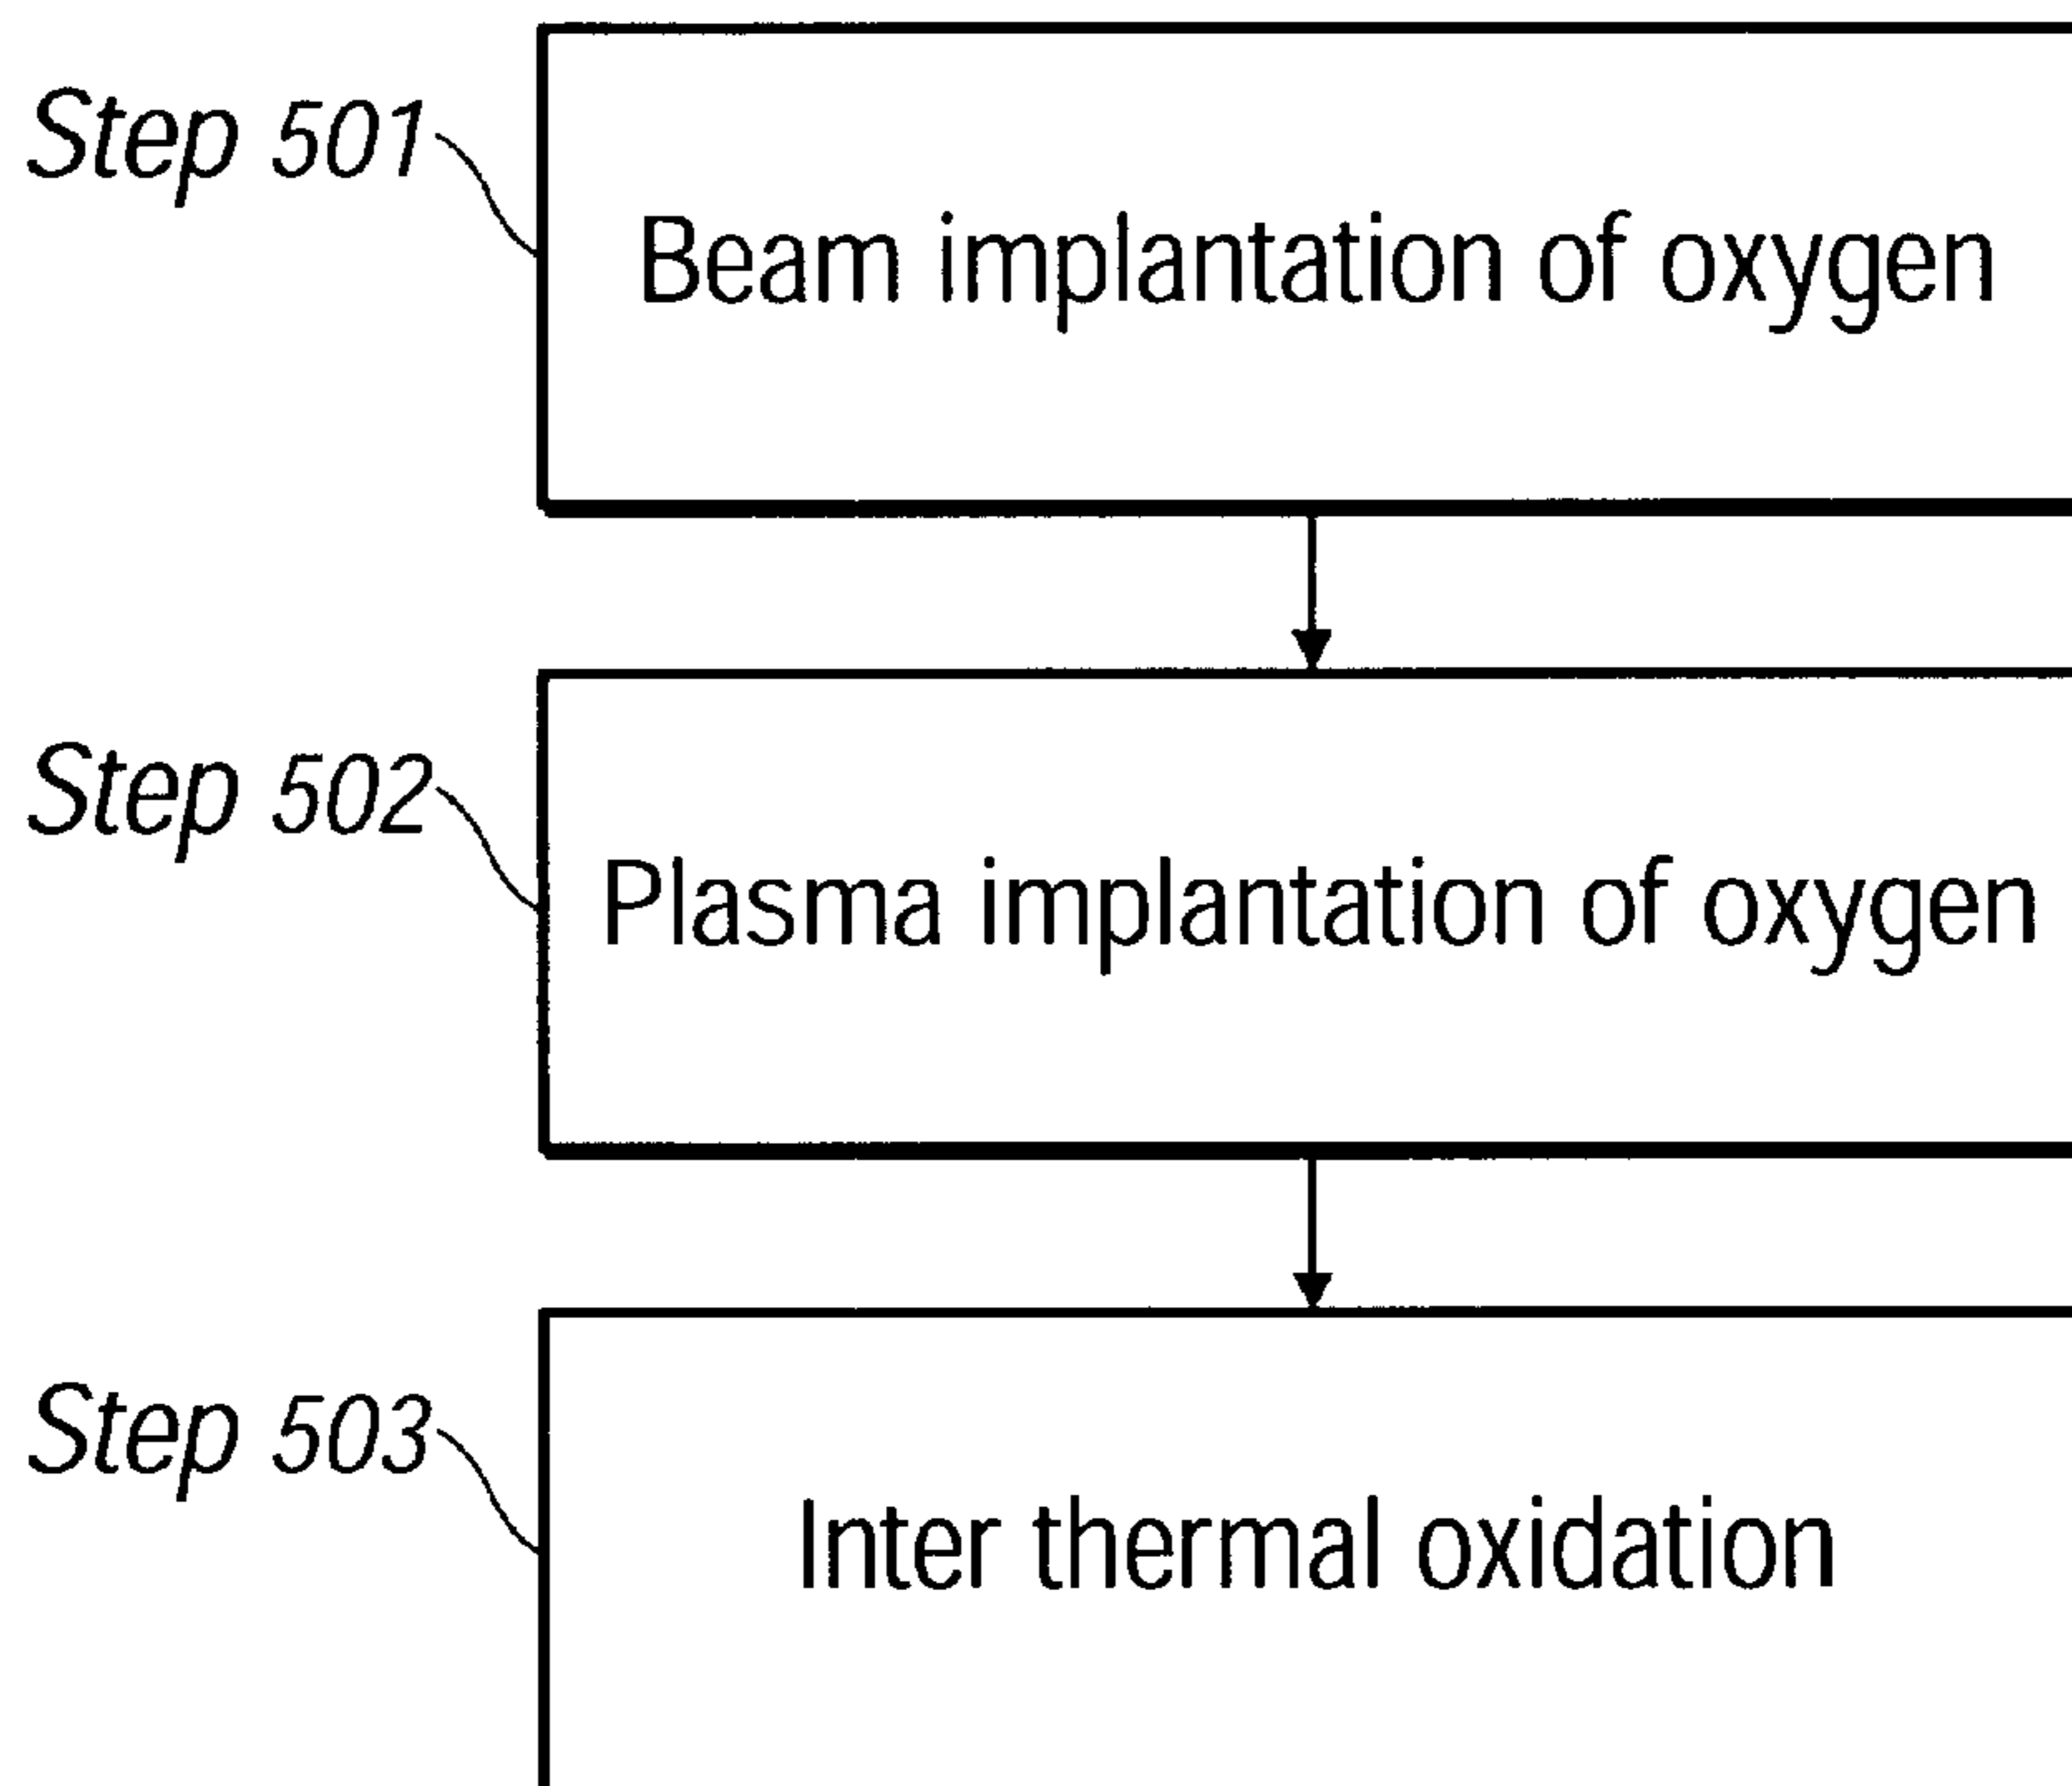 Step 501
Beam implantation of oxygen
Step 502
Plasma implantation of oxygen
Step 503
Inter thermal oxidation